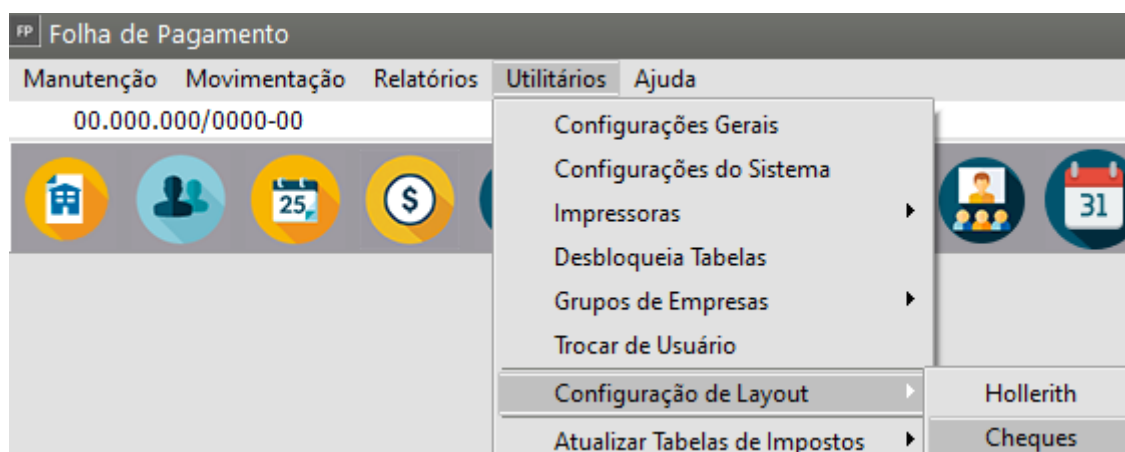 FP Folha de Pagamento
Manutenção Movimentação Relatórios Utilitários Ajuda
00.000.000/0000-00
Configurações Gerais
Configurações do Sistema
Impressoras
Desbloqueia Tabelas
Grupos de Empresas
Trocar de Usuário
Configuração de Layout
Hollerith
Atualizar Tabelas de Impostos
Cheques
25
$
31